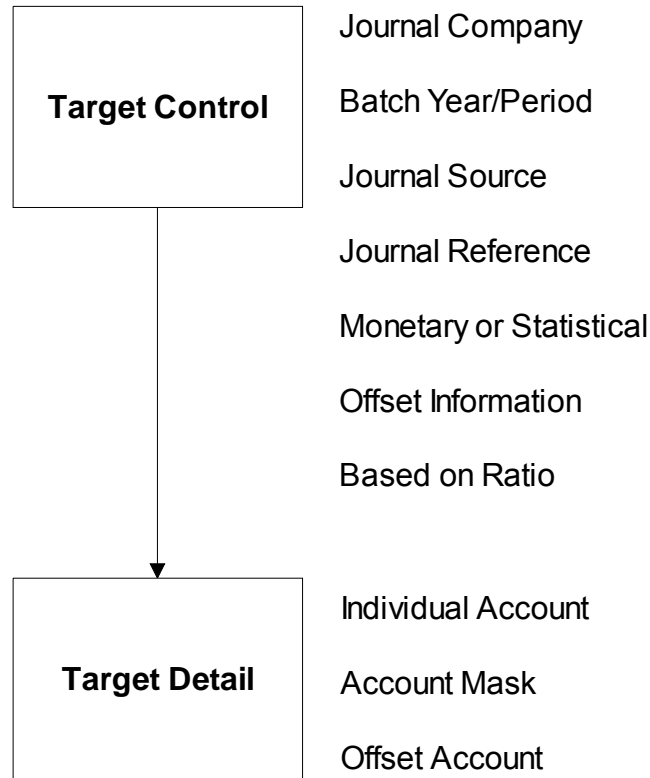 Target Control
Journal Company
Batch Year/Period
Journal Source
Journal Reference
Monetary or Statistical
Offset Information
Based on Ratio
Target Detail
Individual Account
Account Mask
Offset Account